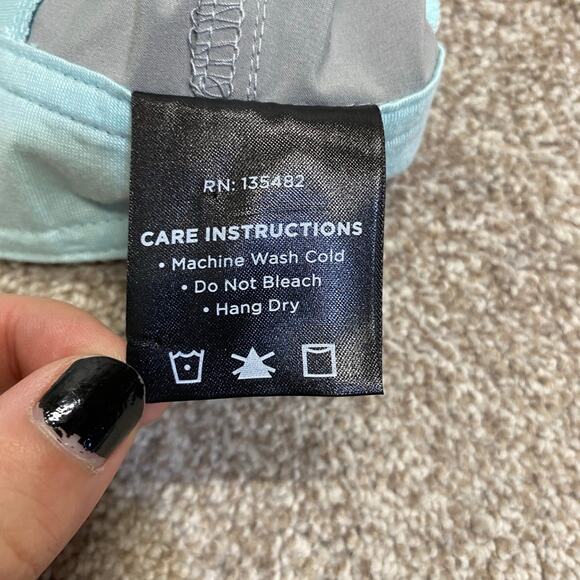 RN: 135482
CARE INSTRUCTIONS
• Machine Wash Cold
• Do Not Bleach
• Hang Dry